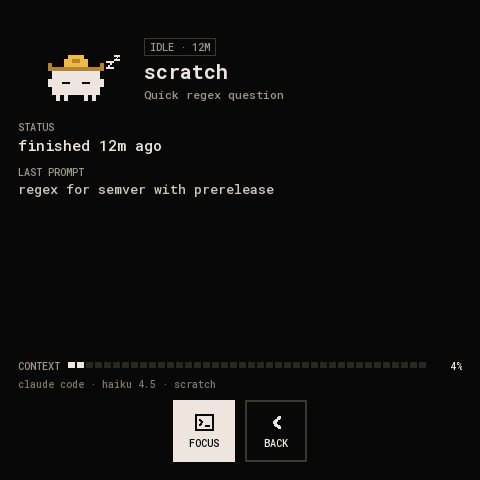 IDLE · 12M
scratch
Quick regex question
STATUS
finished 12m ago
LAST PROMPT
regex for semver with prerelease
CONTEXT 4%
claude code · haiku 4.5 · scratch
FOCUS BACK